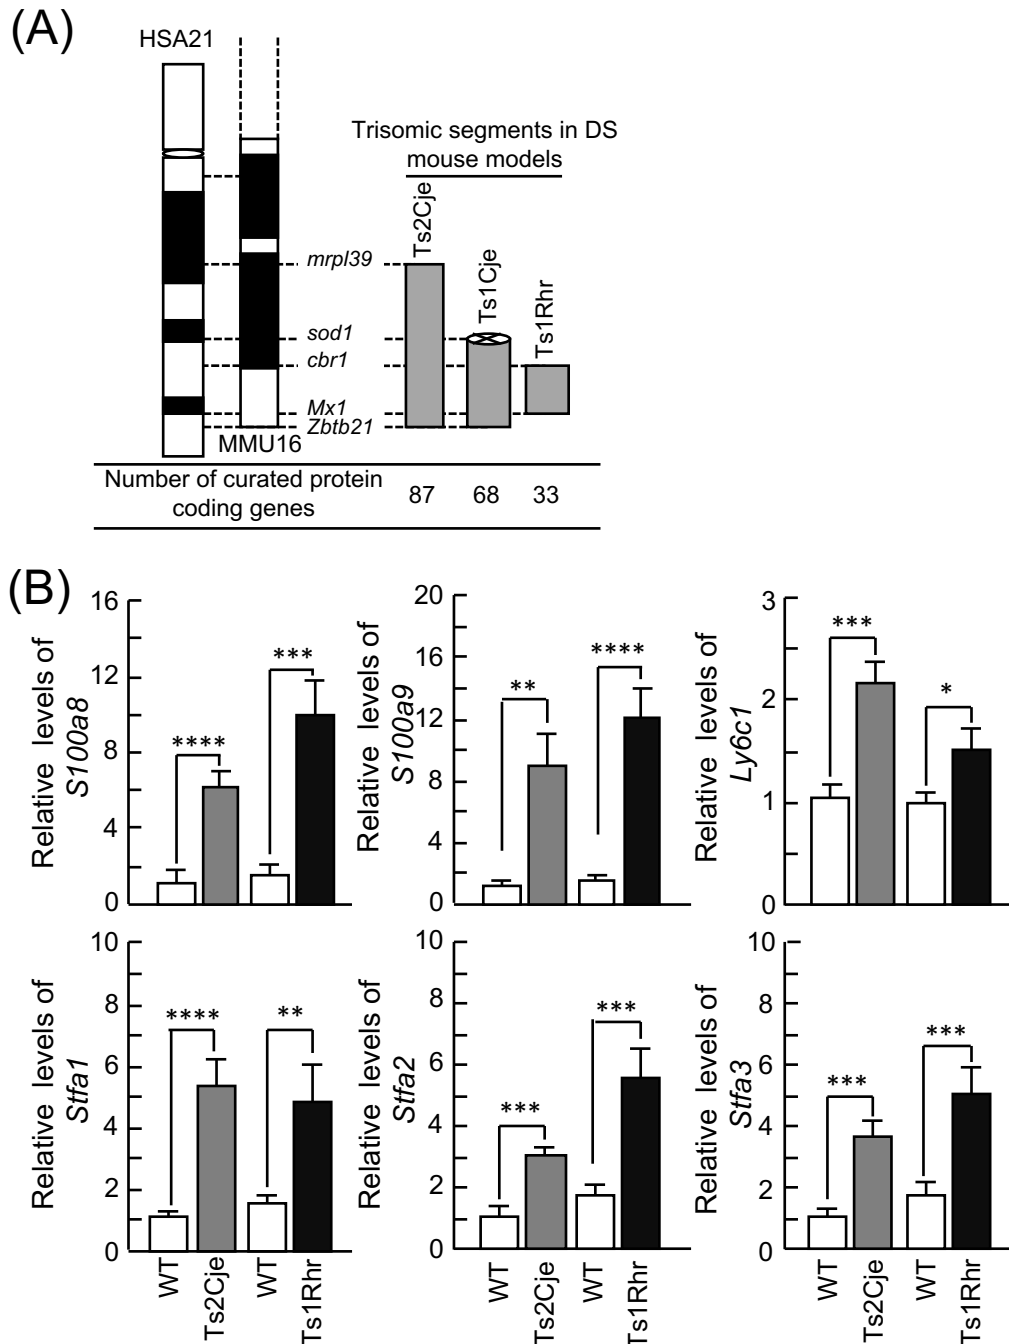 (A)
HSA21
Trisomic segments in DS
mouse models
Ts2Cje
Ts1Cje
Ts1Rhr
mrpl39
sod1
cbr1
Mx1
Zbtb21
MMU16
Number of curated protein
coding genes
87 68 33
(B)
Relative levels of
S100a8
16
12
8
4
0
****
***
Relative levels of
S100a9
20
16
12
8
4
0
**
****
Relative levels of
Ly6c1
3
2
1
0
***
*
Relative levels of
Stfa1
10
8
6
4
2
0
****
**
WT
Ts2Cje
WT
Ts1Rhr
Relative levels of
Stfa2
10
8
6
4
2
0
***
***
WT
Ts2Cje
WT
Ts1Rhr
Relative levels of
Stfa3
10
8
6
4
2
0
***
***
WT
Ts2Cje
WT
Ts1Rhr